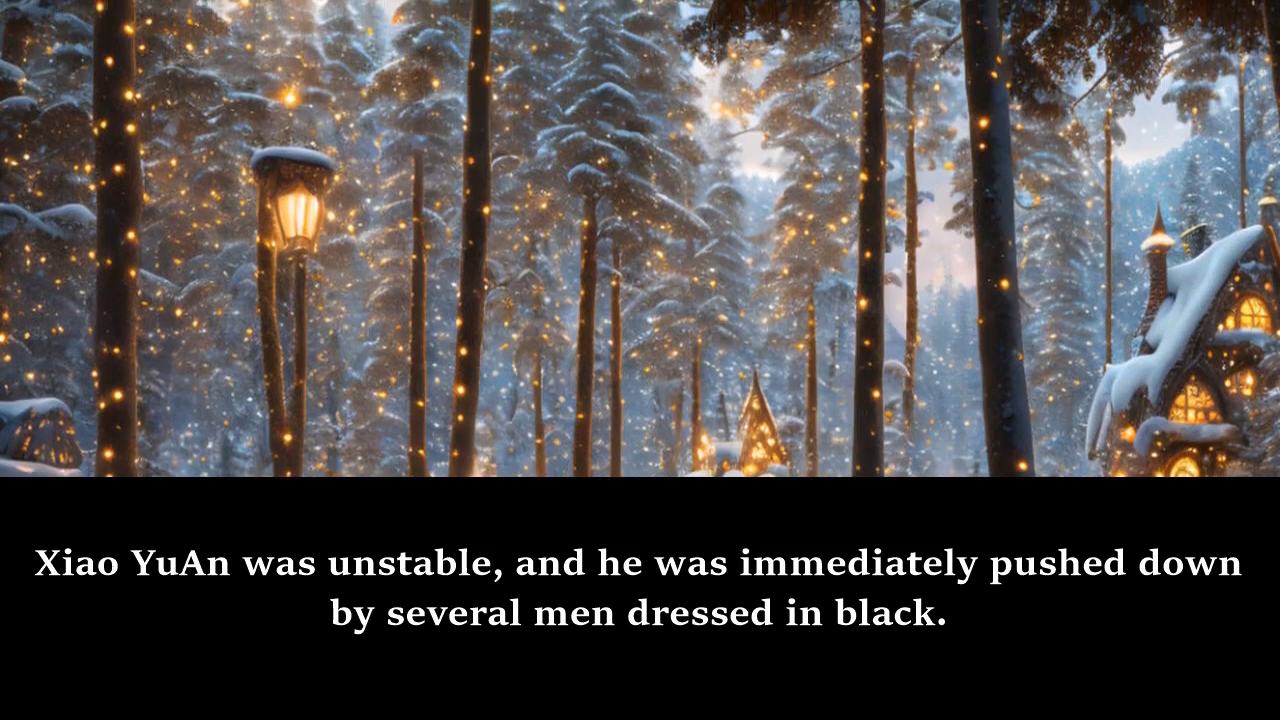 Xiao YuAn was unstable, and he was immediately pushed down
by several men dressed in black.